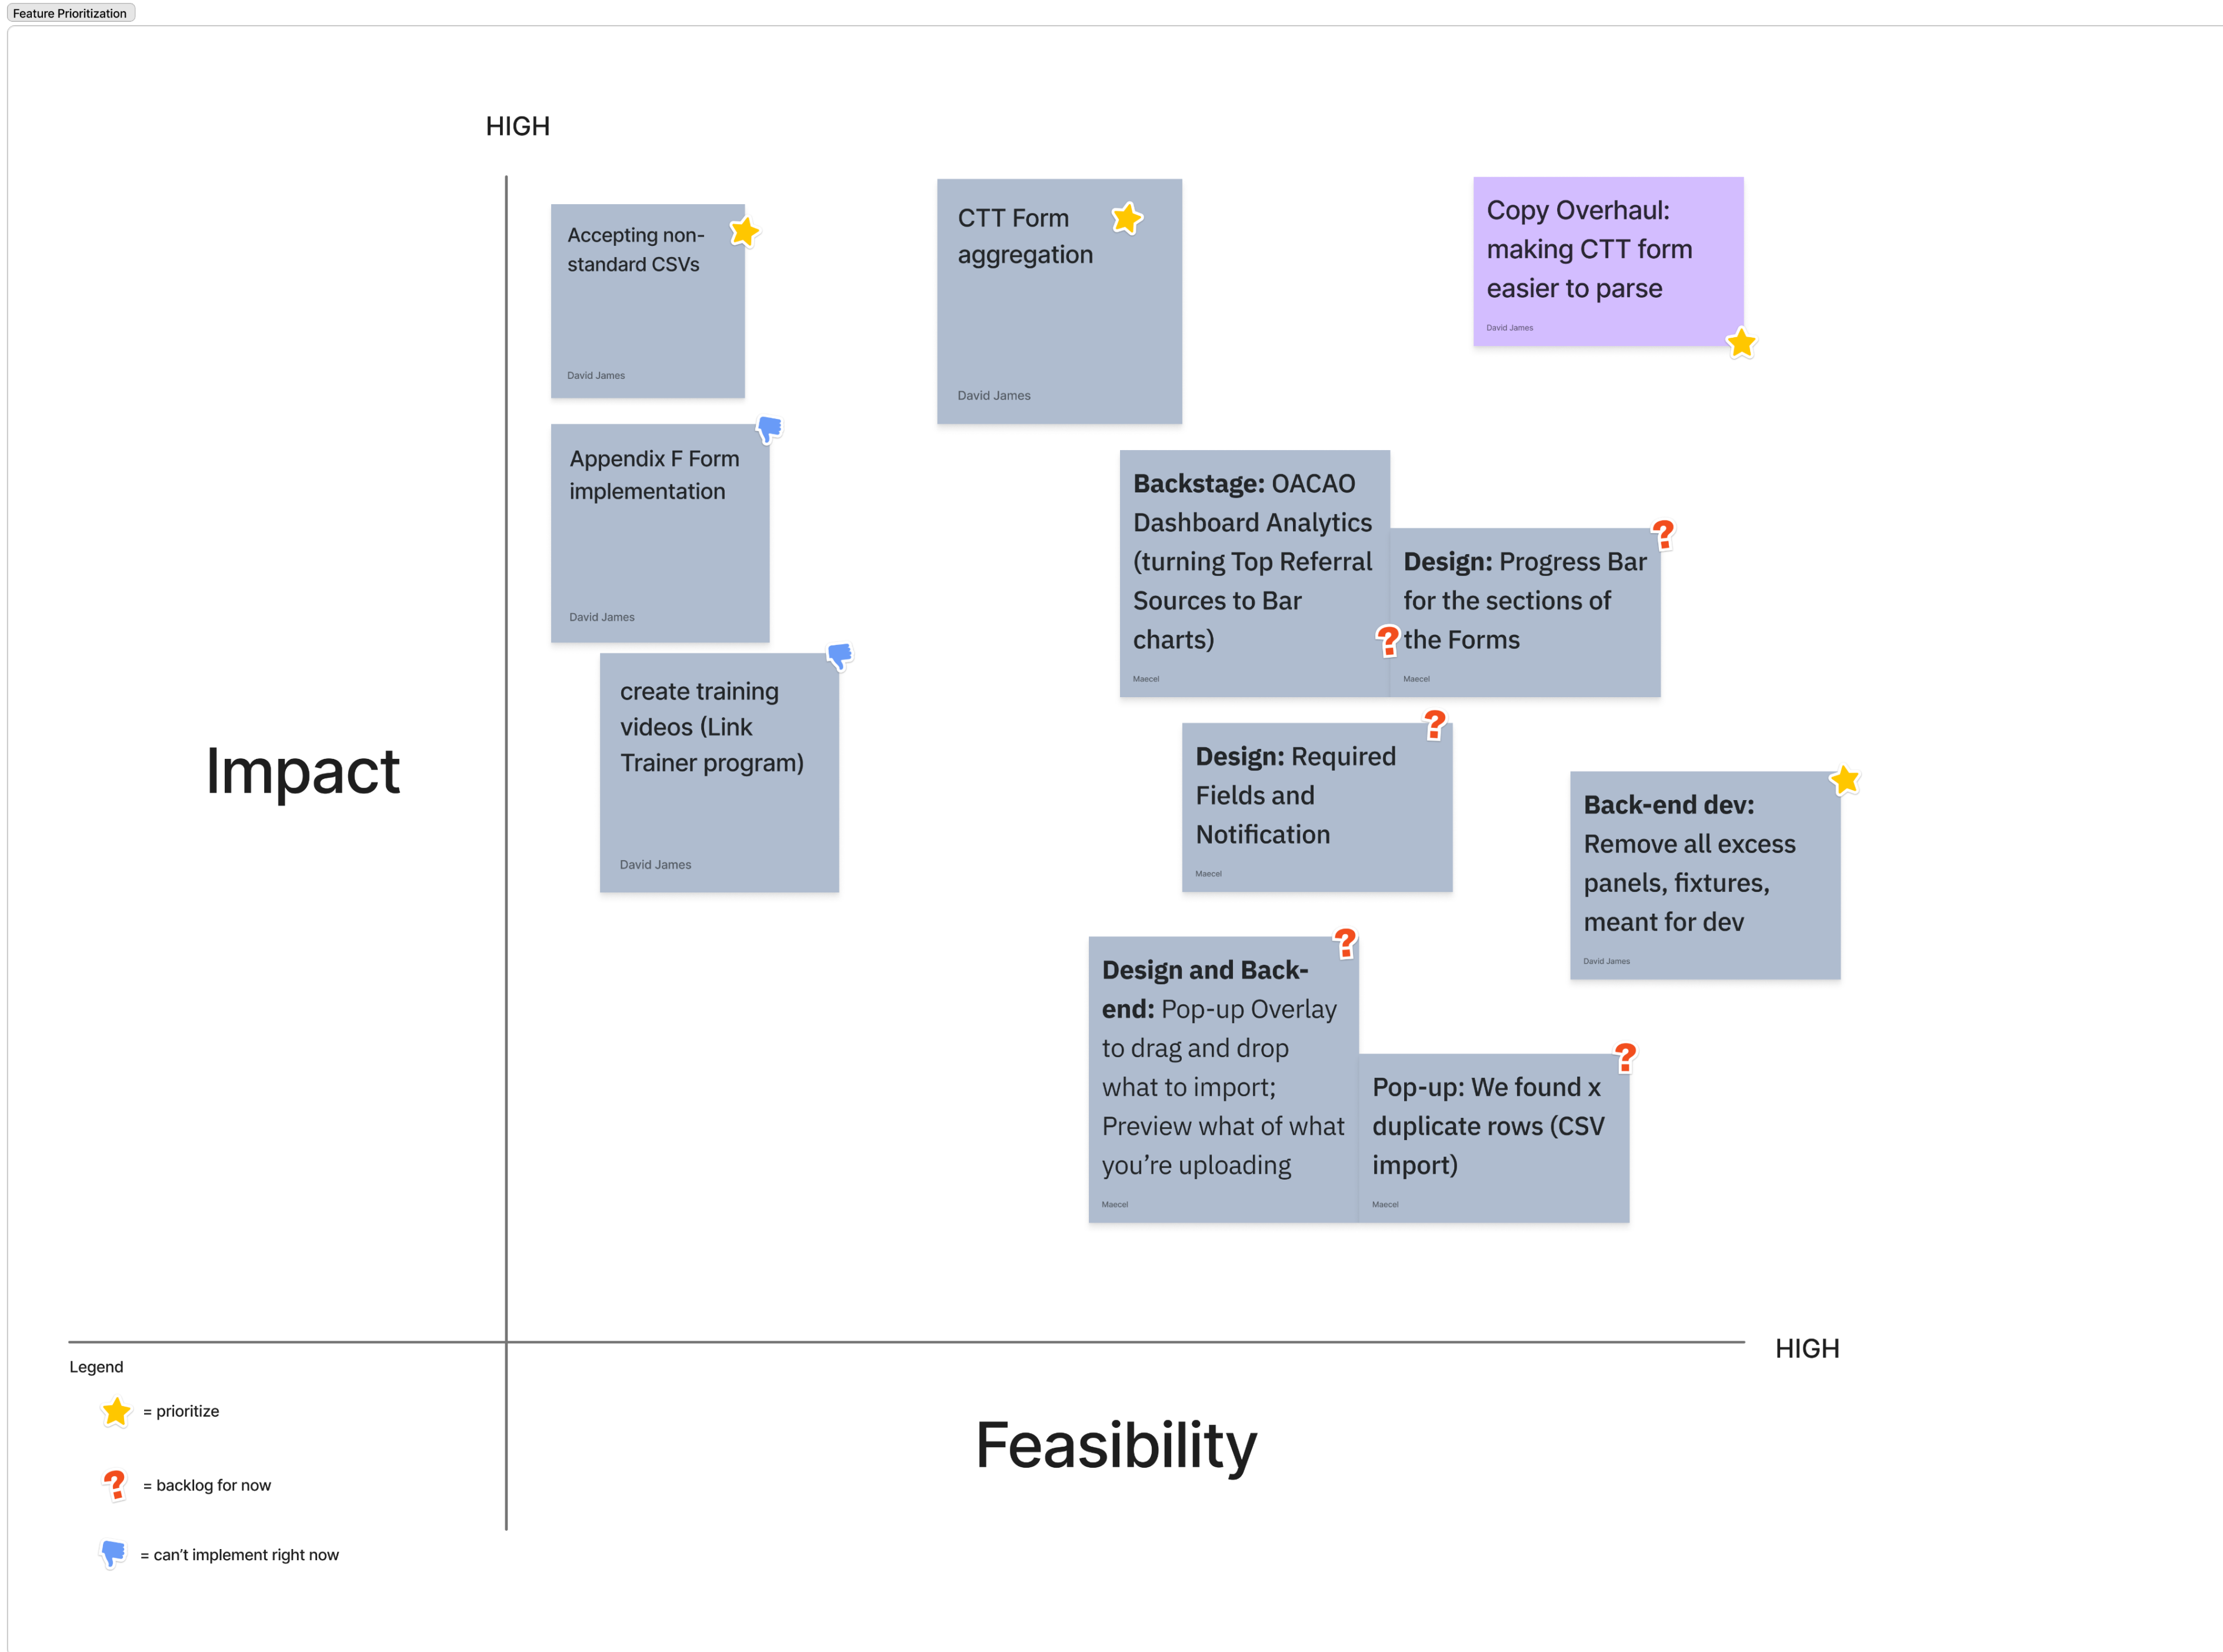 Feature Prioritization
HIGH
Accepting non-
standard CSVs
David James
CTT Form
aggregation
David James
Copy Overhaul:
making CTT form
easier to parse
David James
Appendix F Form
implementation
David James
Backstage: OACAO
Dashboard Analytics
(turning Top Referral
Sources to Bar
charts)
Maecel
Design: Progress Bar
for the sections of
the Forms
Maecel
create training
videos (Link
Trainer program)
David James
Impact
Design: Required
Fields and
Notification
Maecel
Back-end dev:
Remove all excess
panels, fixtures,
meant for dev
David James
Design and Back-
end: Pop-up Overlay
to drag and drop
what to import;
Preview what of what
you’re uploading
Maecel
Pop-up: We found x
duplicate rows (CSV
import)
Maecel
HIGH
Feasibility
Legend
= prioritize
= backlog for now
= can’t implement right now